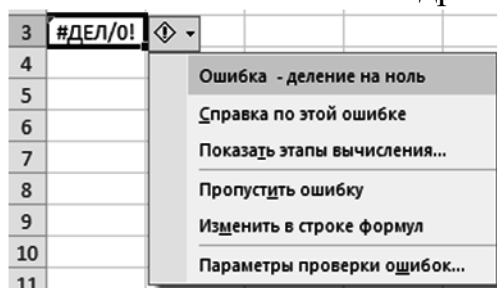 3 #ДЕЛ/0!
4 Ошибка - деление на ноль
5 Справка по этой ошибке
6
7 Показать этапы вычисления...
8 Пропустить ошибку
9 Изменить в строке формул
10 Параметры проверки ошибок...
11